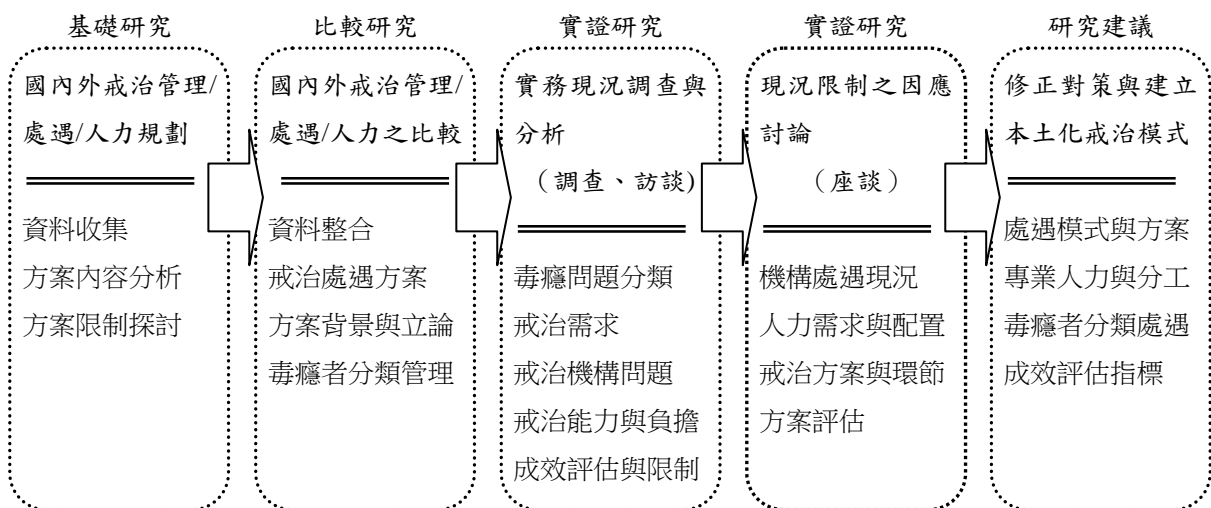 基礎研究
國內外戒治管理/
處遇/人力規劃
資料收集
方案內容分析
方案限制探討
比較研究
國內外戒治管理/
處遇/人力之比較
資料整合
戒治處遇方案
方案背景與立論
毒癮者分類管理
實證研究
實務現況調查與
分析
（調查、訪談)
毒癮問題分類
戒治需求
戒治機構問題
戒治能力與負擔
成效評估與限制
實證研究
現況限制之因應
討論
（座談）
機構處遇現況
人力需求與配置
戒治方案與環節
方案評估
研究建議
修正對策與建立
本土化戒治模式
處遇模式與方案
專業人力與分工
毒癮者分類處遇
成效評估指標